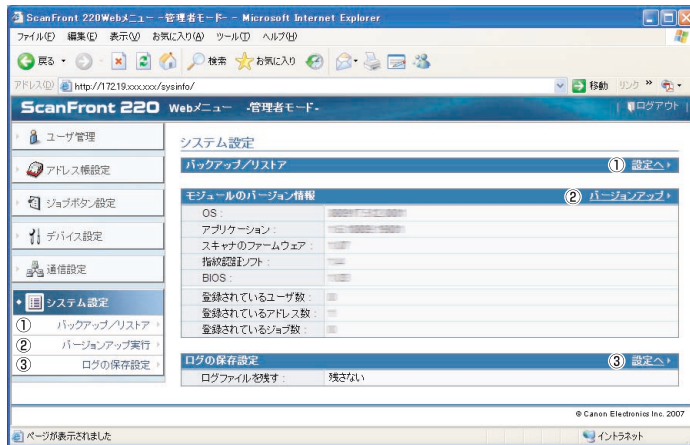 ScanFront 220Webメニュー -管理者モード- - Microsoft Internet Explorer
ファイル(F) 編集(E) 表示(V) お気に入り(A) ツール(T) ヘルプ(H)
戻る 検索 お気に入り
アドレス(D) http://17219.xxx.xxx/sysinfo/ 移動 リンク »
ScanFront 220 Webメニュー -管理者モード- | ログアウト |
ユーザ管理
アドレス帳設定
ジョブボタン設定
デバイス設定
通信設定
システム設定
① バックアップ/リストア
② バージョンアップ実行
③ ログの保存設定
システム設定
バックアップ/リストア ① 設定へ
モジュールのバージョン情報 ② バージョンアップ
OS :
アプリケーション :
スキャナのファームウェア :
指紋認証ソフト :
BIOS :
登録されているユーザ数 :
登録されているアドレス数 :
登録されているジョブ数 :
ログの保存設定 ③ 設定へ
ログファイルを残す : 残さない
© Canon Electronics Inc. 2007
ページが表示されました イントラネット